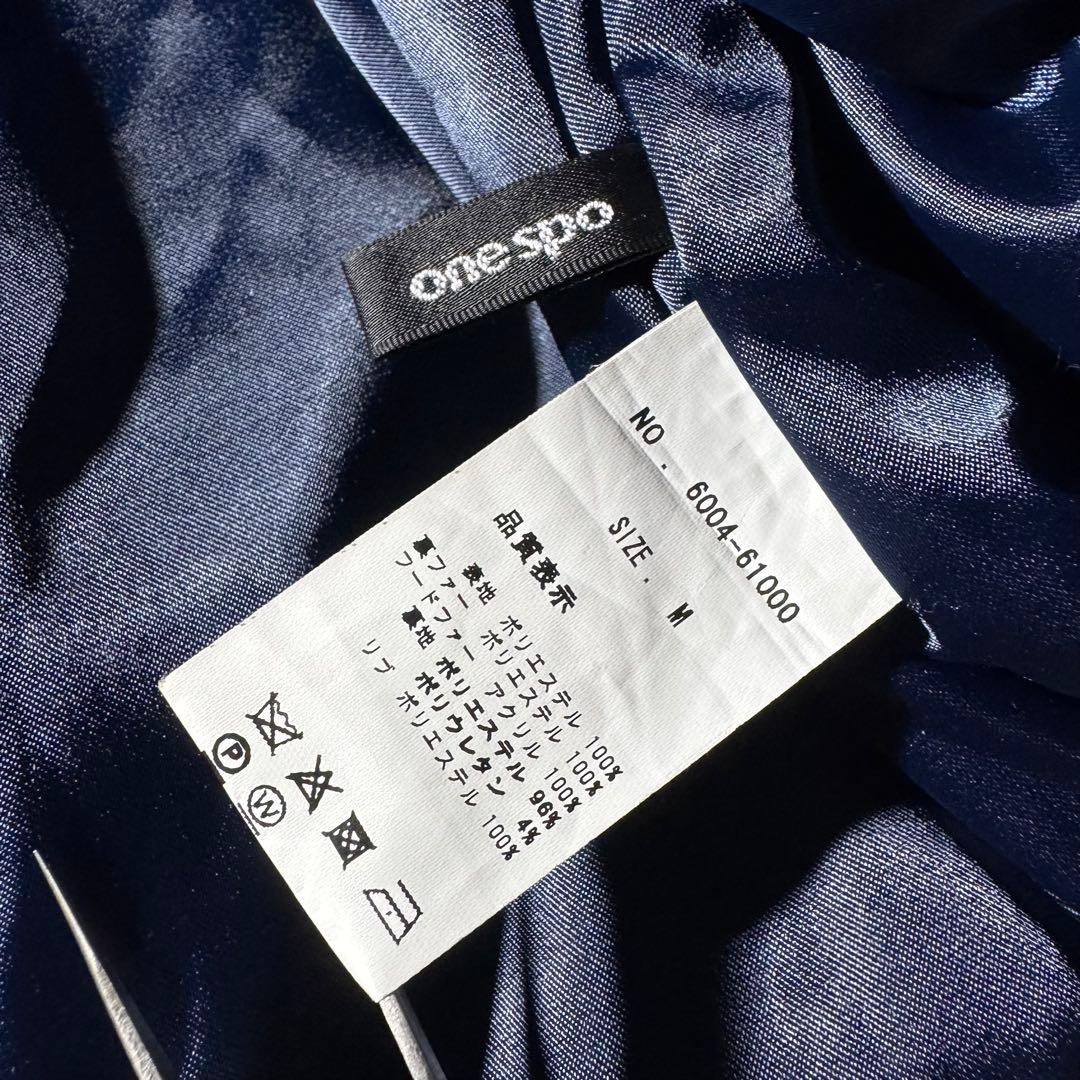 one spo
NO. 6004-61000
SIZE. M
品質表示
表地 ポリエステル 100%
裏ファー ポリエステル 100%
フードファー アクリル 100%
裏地 ポリエステル 96%
ポリウレタン 4%
リブ ポリエステル 100%
P
W